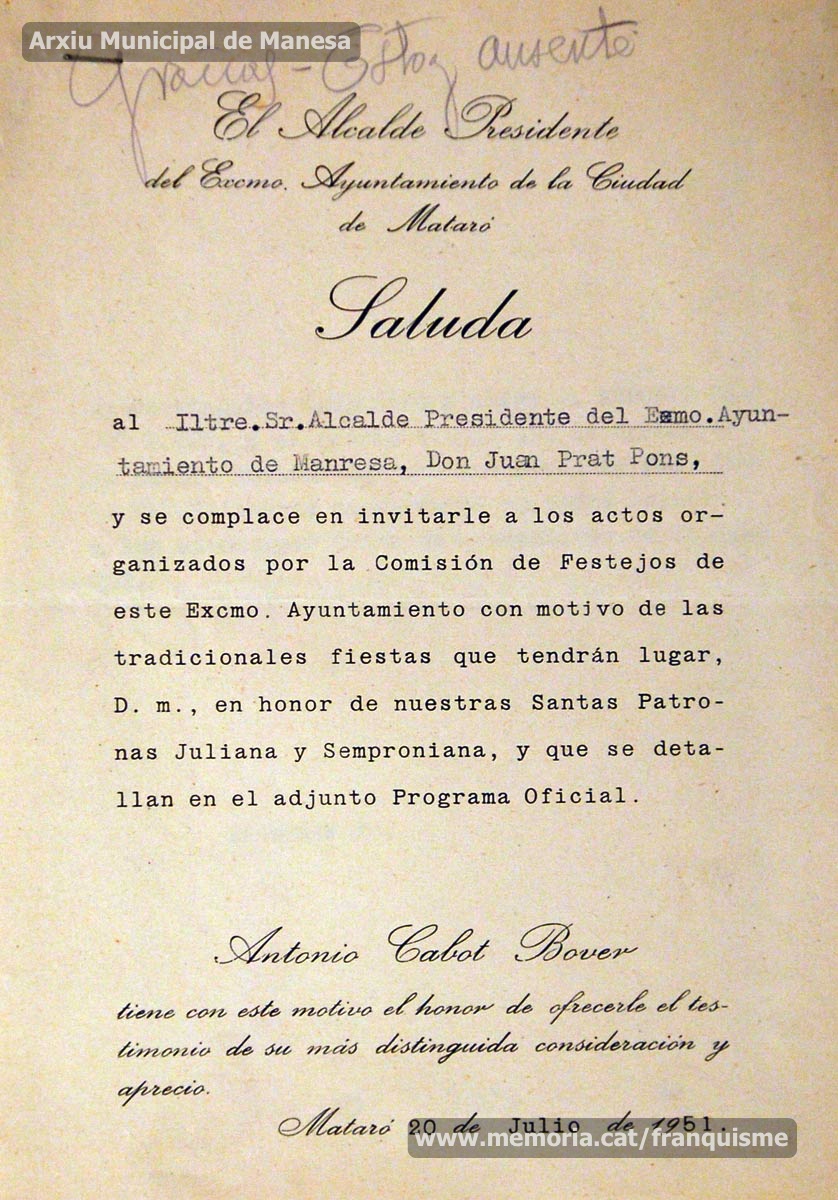 Arxiu Municipal de Manesa
Gracias - Estoy ausente
El Alcalde Presidente
del Excmo. Ayuntamiento de la Ciudad
de Mataró
Saluda
al Iltre.Sr.Alcalde Presidente del Exmo.Ayun-
tamiento de Manresa, Don Juan Prat Pons,
y se complace en invitarle a los actos or-
ganizados por la Comisión de Festejos de
este Excmo. Ayuntamiento con motivo de las
tradicionales fiestas que tendrán lugar,
D. m., en honor de nuestras Santas Patro-
nas Juliana y Semproniana, y que se deta-
llan en el adjunto Programa Oficial.
Antonio Cabot Bover
tiene con este motivo el honor de ofrecerle el tes-
timonio de su más distinguida consideración y
aprecio.
Mataró 20 de Julio de 1951.
www.memoria.cat/franquisme